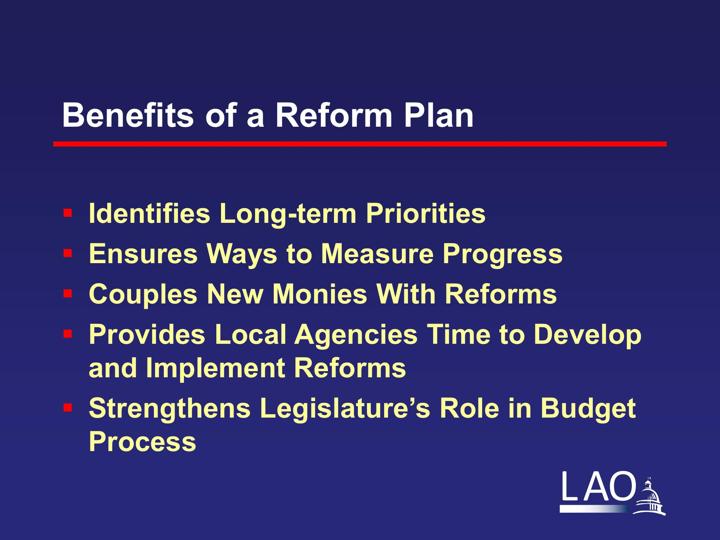 Benefits of a Reform Plan
▪ Identifies Long-term Priorities
▪ Ensures Ways to Measure Progress
▪ Couples New Monies With Reforms
▪ Provides Local Agencies Time to Develop
and Implement Reforms
▪ Strengthens Legislature’s Role in Budget
Process
LAO